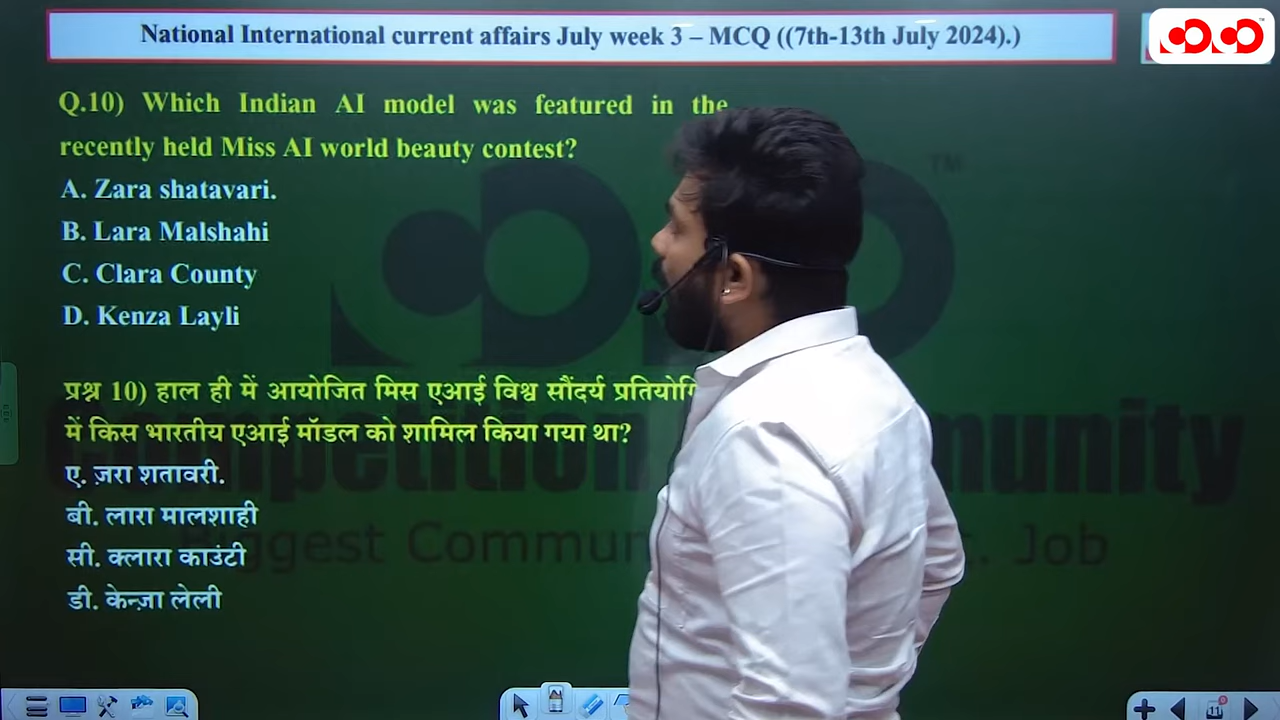 National International current affairs July week 3 – MCQ ((7th-13th July 2024).)
Q.10) Which Indian AI model was featured in the
recently held Miss AI world beauty contest?
A. Zara shatavari.
B. Lara Malshahi
C. Clara County
D. Kenza Layli
प्रश्न 10) हाल ही में आयोजित मिस एआई विश्व सौंदर्य
में किस भारतीय एआई मॉडल को शामिल किया गया था?
ए. ज़रा शतावरी.
बी. लारा मालशाही
सी. क्लारा काउंटी
डी. केन्ज़ा लेली
11